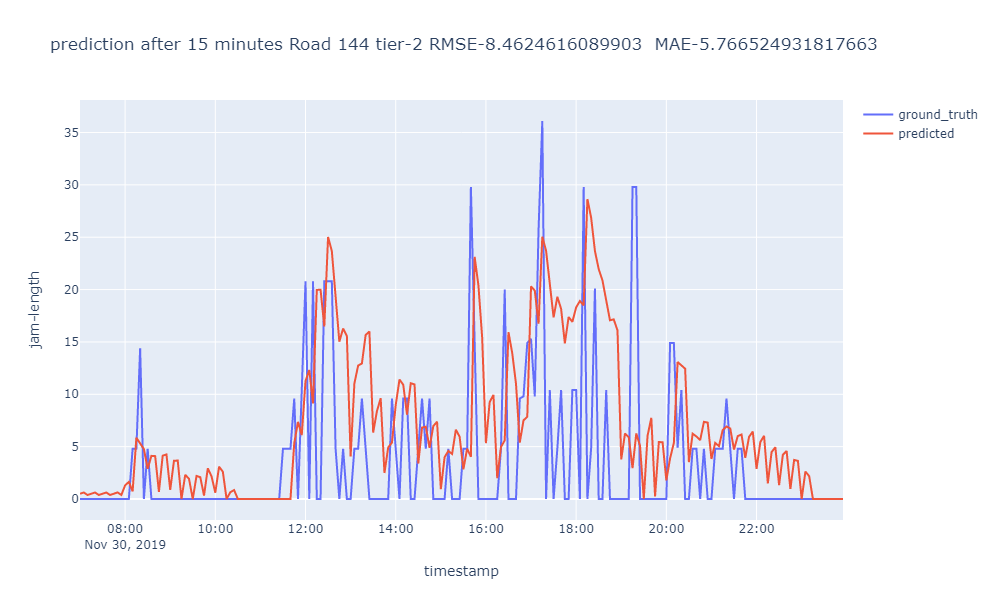 prediction after 15 minutes Road 144 tier-2 RMSE-8.4624616089903  MAE-5.766524931817663
ground_truth
predicted
jam-length
35
30
25
20
15
10
5
0
08:00 10:00 12:00 14:00 16:00 18:00 20:00 22:00
Nov 30, 2019
timestamp